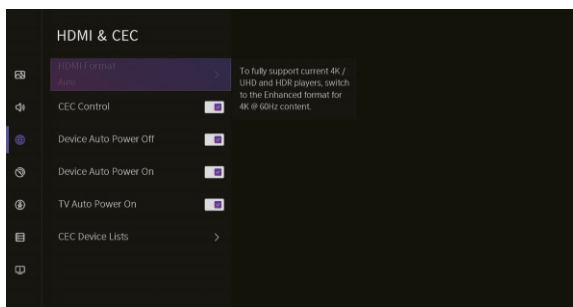 HDMI & CEC
HDMI Format
Auto
To fully support current 4K /
UHD and HDR players, switch
to the Enhanced format for
4K @ 60Hz content.
CEC Control
Device Auto Power Off
Device Auto Power On
TV Auto Power On
CEC Device Lists